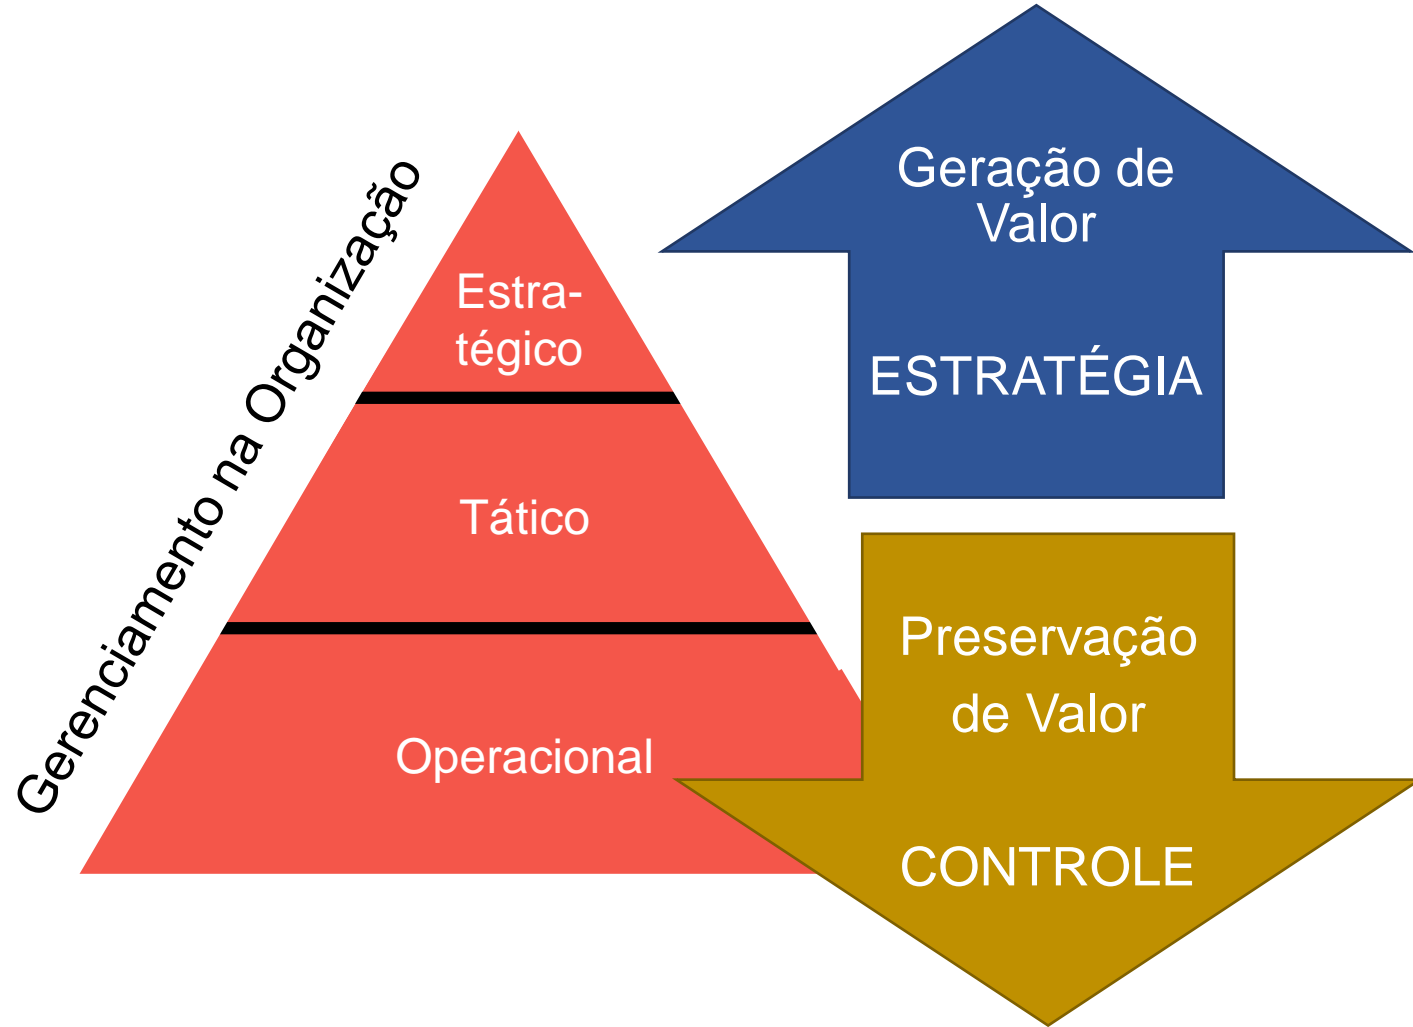 Gerenciamento na Organização
Estra-
tégico
Tático
Operacional
Geração de
Valor
ESTRATÉGIA
Preservação
de Valor
CONTROLE